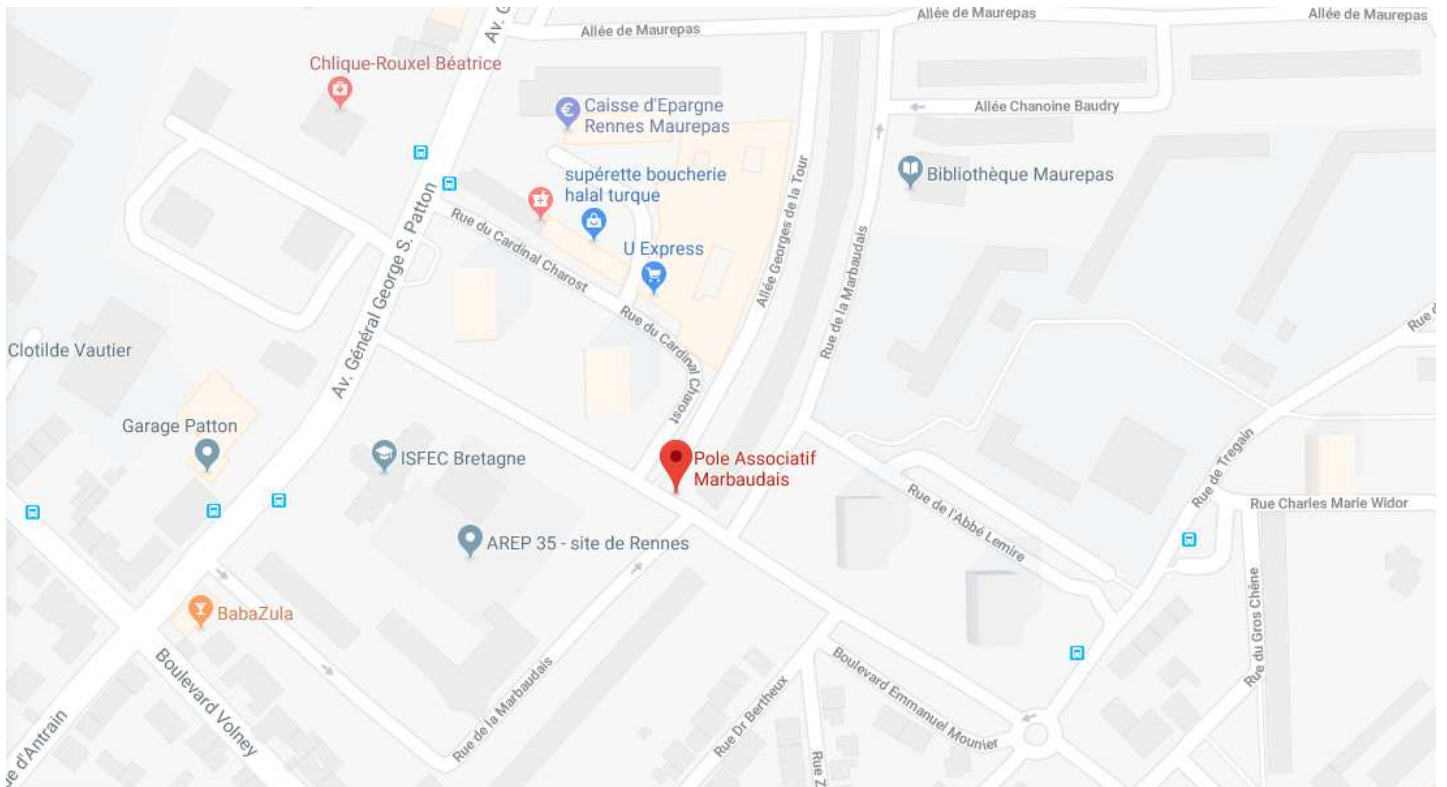 Allée de Maurepas
Allée de Maurepas
Allée de Maurepas
Av. G
Chlique-Rouxel Béatrice
Caisse d'Epargne
Rennes Maurepas
Allée Chanoine Baudry
supérette boucherie
halal turque
Bibliothèque Maurepas
Rue du Cardinal Charost
U Express
Allée Georges de la Tour
Rue de la Marbaudais
Av. Général George S. Patton
Rue du Cardinal Charost
Rue d
Clotilde Vautier
Garage Patton
ISFEC Bretagne
Pole Associatif
Marbaudais
Rue de Tregain
Rue Charles Marie Widor
Rue de l'Abbé Lemire
AREP 35 - site de Rennes
BabaZula
Rue du Gros Chêne
Boulevard Volney
Rue de la Marbaudais
Rue Dr Bertheux
Boulevard Emmanuel Mounier
Rue Z
e d'Antrain